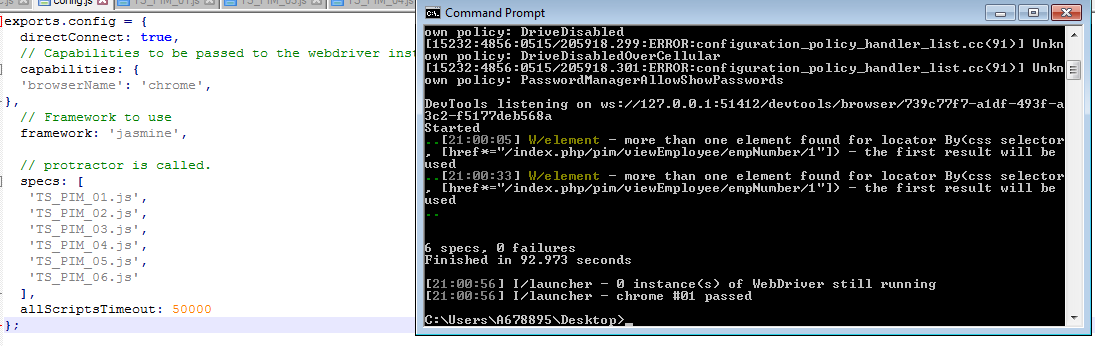 config.js
TS_PIM_03.js
exports.config = {
directConnect: true,
// Capabilities to be passed to the webdriver inst
capabilities: {
'browserName': 'chrome',
},
// Framework to use
framework: 'jasmine',
// protractor is called.
specs: [
'TS_PIM_01.js',
'TS_PIM_02.js',
'TS_PIM_03.js',
'TS_PIM_04.js',
'TS_PIM_05.js',
'TS_PIM_06.js'
],
allScriptsTimeout: 50000
};
Command Prompt
own policy: DriveDisabled
[15232:4856:0515/205918.299:ERROR:configuration_policy_handler_list.cc(91)] Unkn
own policy: DriveDisabledOverCellular
[15232:4856:0515/205918.301:ERROR:configuration_policy_handler_list.cc(91)] Unkn
own policy: PasswordManagerAllowShowPasswords
DevTools listening on ws://127.0.0.1:51412/devtools/browser/739c77f7-a1df-493f-a
3c2-f5177deb568a
Started
..[21:00:05] W/element - more than one element found for locator By(css selector
, [href*="/index.php/pim/viewEmployee/empNumber/1"]) - the first result will be
used
..[21:00:33] W/element - more than one element found for locator By(css selector
, [href*="/index.php/pim/viewEmployee/empNumber/1"]) - the first result will be
used
..
6 specs, 0 failures
Finished in 92.973 seconds
[21:00:56] I/launcher - 0 instance(s) of WebDriver still running
[21:00:56] I/launcher - chrome #01 passed
C:\Users\A678895\Desktop>_